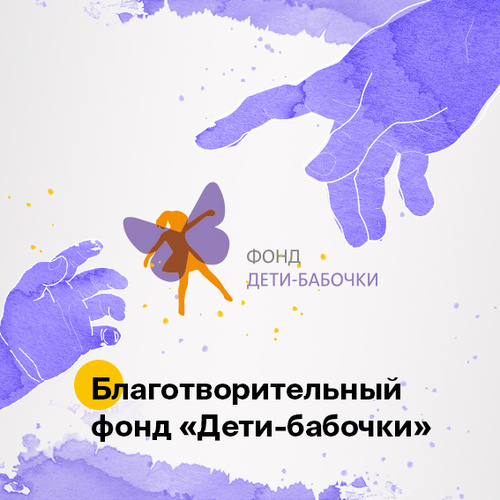 ФОНД
ДЕТИ-БАБОЧКИ
Благотворительный
фонд «Дети-бабочки»